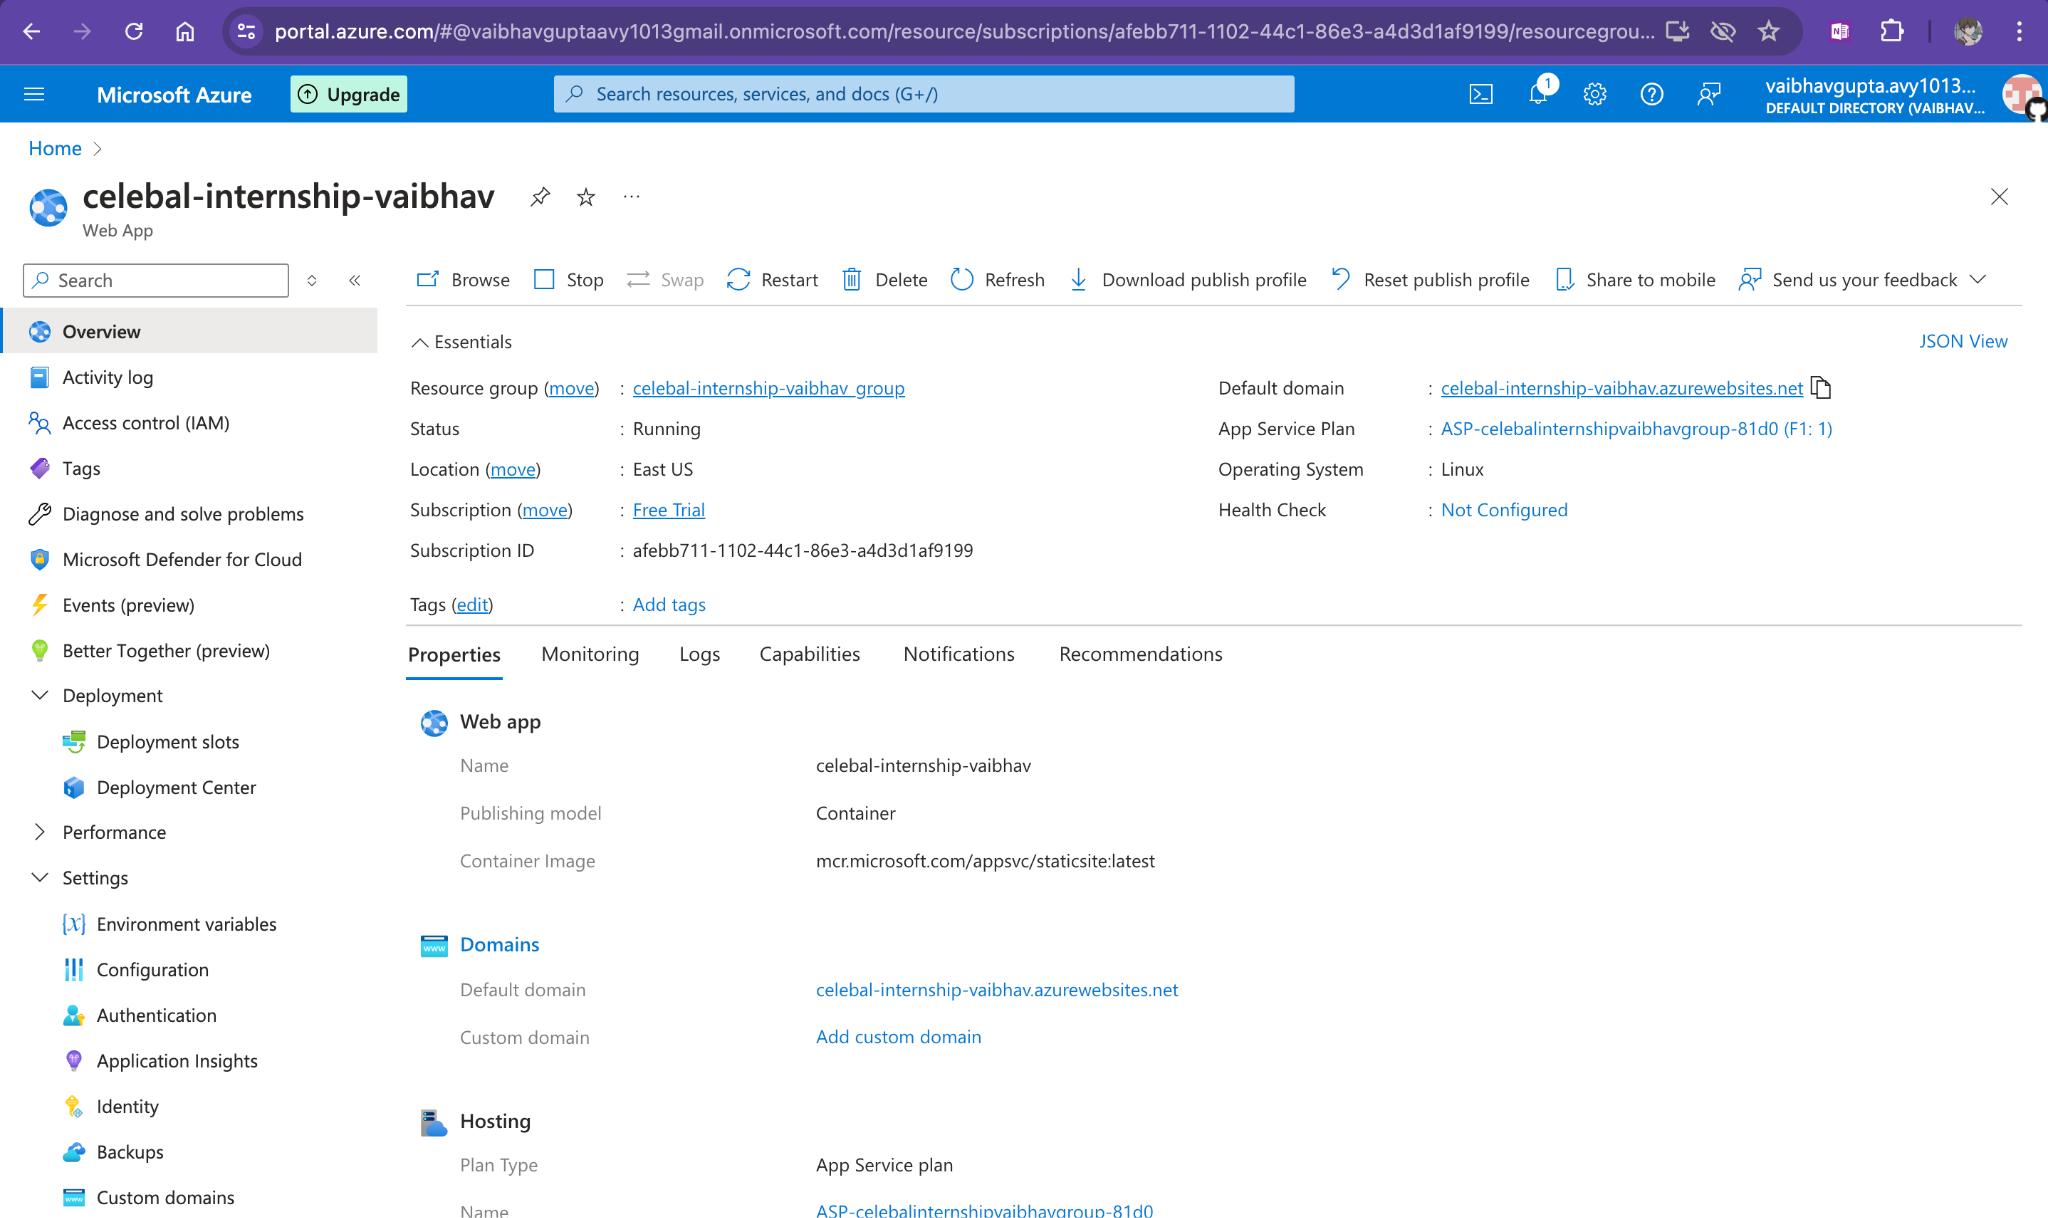 portal.azure.com/#@vaibhavguptaavy1013gmail.onmicrosoft.com/resource/subscriptions/afebb711-1102-44c1-86e3-a4d3d1af9199/resourcegrou...
Microsoft Azure
Upgrade
Search resources, services, and docs (G+/)
1
vaibhavgupta.avy1013...
DEFAULT DIRECTORY (VAIBHAV...
Home
celebal-internship-vaibhav
Web App
Search
Browse
Stop
Swap
Restart
Delete
Refresh
Download publish profile
Reset publish profile
Share to mobile
Send us your feedback
Overview
Activity log
Access control (IAM)
Tags
Diagnose and solve problems
Microsoft Defender for Cloud
Events (preview)
Better Together (preview)
Deployment
Deployment slots
Deployment Center
Performance
Settings
Environment variables
Configuration
Authentication
Application Insights
Identity
Backups
Custom domains
Essentials
JSON View
Resource group (move) : celebal-internship-vaibhav_group
Status : Running
Location (move) : East US
Subscription (move) : Free Trial
Subscription ID : afebb711-1102-44c1-86e3-a4d3d1af9199
Default domain : celebal-internship-vaibhav.azurewebsites.net
App Service Plan : ASP-celebalinternshipvaibhavgroup-81d0 (F1: 1)
Operating System : Linux
Health Check : Not Configured
Tags (edit) : Add tags
Properties
Monitoring
Logs
Capabilities
Notifications
Recommendations
Web app
Name celebal-internship-vaibhav
Publishing model Container
Container Image mcr.microsoft.com/appsvc/staticsite:latest
www
Domains
Default domain celebal-internship-vaibhav.azurewebsites.net
Custom domain Add custom domain
Hosting
Plan Type App Service plan
Name ASP-celebalinternshipvaibhavgroup-81d0